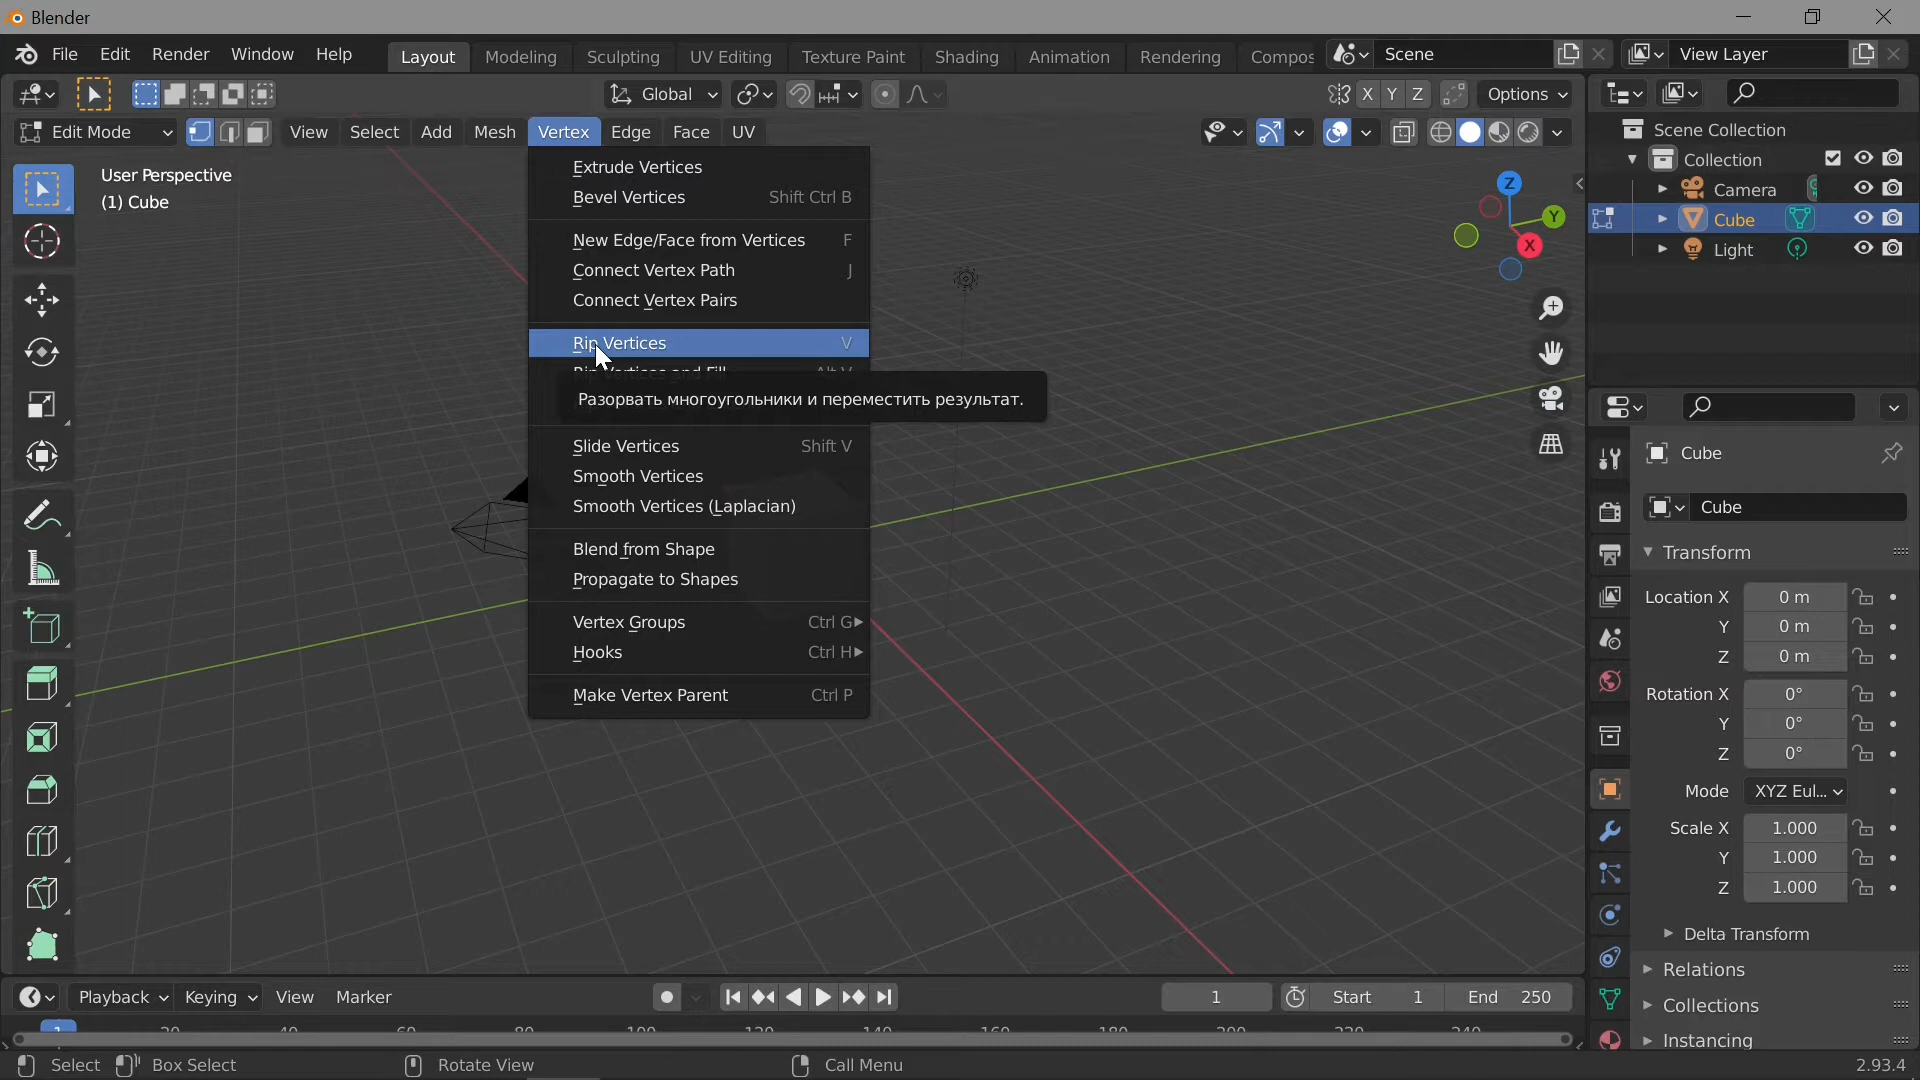 Blender
File Edit Render Window Help Layout Modeling Sculpting UV Editing Texture Paint Shading Animation Rendering Compos Scene View Layer
Global X Y Z Options
Edit Mode View Select Add Mesh Vertex Edge Face UV
User Perspective
(1) Cube
Extrude Vertices
Bevel Vertices Shift Ctrl B
New Edge/Face from Vertices F
Connect Vertex Path J
Connect Vertex Pairs
Rip Vertices V
Rip Vertices and Fill Alt V
Разорвать многоугольники и переместить результат.
Slide Vertices Shift V
Smooth Vertices
Smooth Vertices (Laplacian)
Blend from Shape
Propagate to Shapes
Vertex Groups Ctrl G
Hooks Ctrl H
Make Vertex Parent Ctrl P
Z
Y
X
Scene Collection
Collection
Camera
Cube
Light
Cube
Cube
Transform
Location X 0 m
Y 0 m
Z 0 m
Rotation X 0°
Y 0°
Z 0°
Mode XYZ Eul...
Scale X 1.000
Y 1.000
Z 1.000
Delta Transform
Relations
Collections
Instancing
Playback Keying View Marker 1 Start 1 End 250
1 20 40 60 80 100 120 140 160 180 200 220 240
Select Box Select Rotate View Call Menu 2.93.4